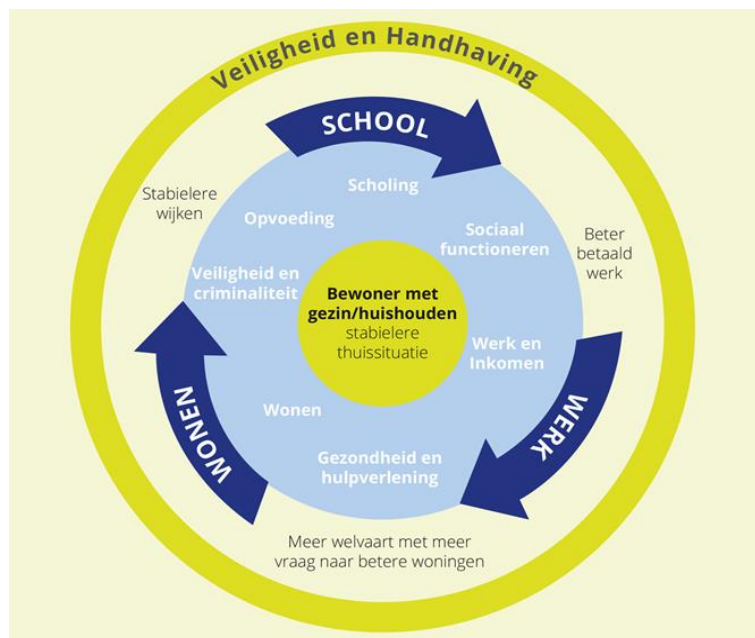 Veiligheid en Handhaving
SCHOOL
Scholing
Stabielere
wijken
Opvoeding
Sociaal
functioneren
Beter
betaald
werk
Veiligheid en
criminaliteit
Bewoner met
gezin/huishouden
stabielere
thuissituatie
Werk en
Inkomen
WONEN
Wonen
WERK
Gezondheid en
hulpverlening
Meer welvaart met meer
vraag naar betere woningen